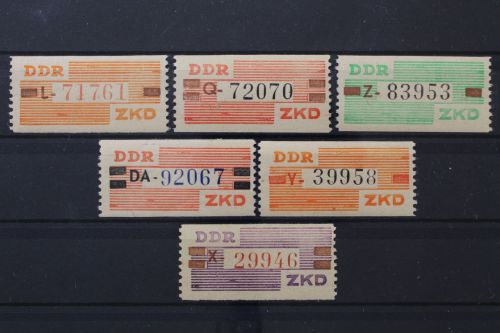 DDR
L-71761
ZKD
DDR
Q-72070
ZKD
DDR
Z-83953
ZKD
DDR
DA-92067
ZKD
DDR
Y-39958
ZKD
DDR
X 29946
ZKD